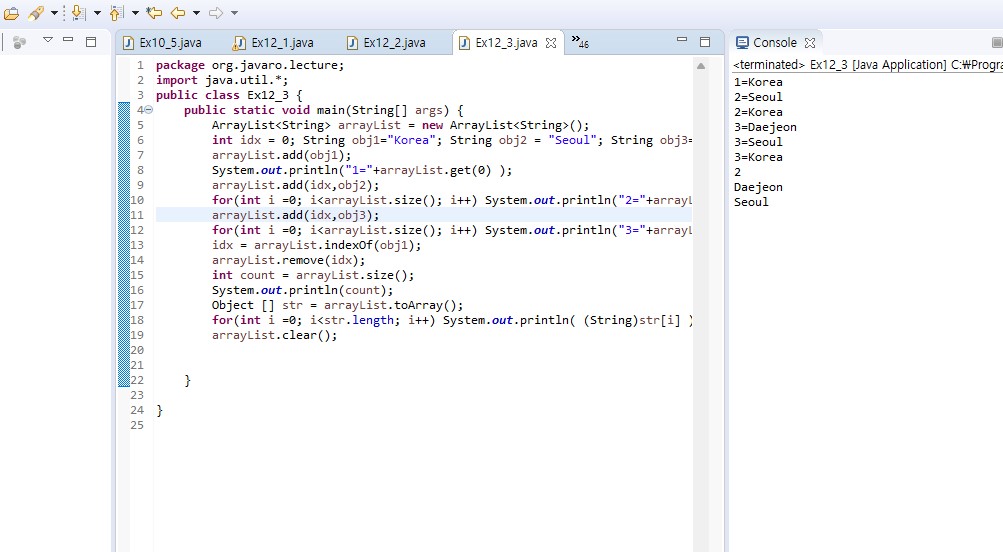 Ex10_5.java
Ex12_1.java
Ex12_2.java
Ex12_3.java
»46
Console
<terminated> Ex12_3 [Java Application] C:₩Progra
1 package org.javaro.lecture;
2 import java.util.*;
3 public class Ex12_3 {
4 public static void main(String[] args) {
5 ArrayList<String> arrayList = new ArrayList<String>();
6 int idx = 0; String obj1="Korea"; String obj2 = "Seoul"; String obj3=
7 arrayList.add(obj1);
8 System.out.println("1="+arrayList.get(0) );
9 arrayList.add(idx,obj2);
10 for(int i =0; i<arrayList.size(); i++) System.out.println("2="+arrayL
11 arrayList.add(idx,obj3);
12 for(int i =0; i<arrayList.size(); i++) System.out.println("3="+arrayL
13 idx = arrayList.indexOf(obj1);
14 arrayList.remove(idx);
15 int count = arrayList.size();
16 System.out.println(count);
17 Object [] str = arrayList.toArray();
18 for(int i =0; i<str.length; i++) System.out.println( (String)str[i] )
19 arrayList.clear();
20
21
22 }
23
24 }
25
1=Korea
2=Seoul
2=Korea
3=Daejeon
3=Seoul
3=Korea
2
Daejeon
Seoul